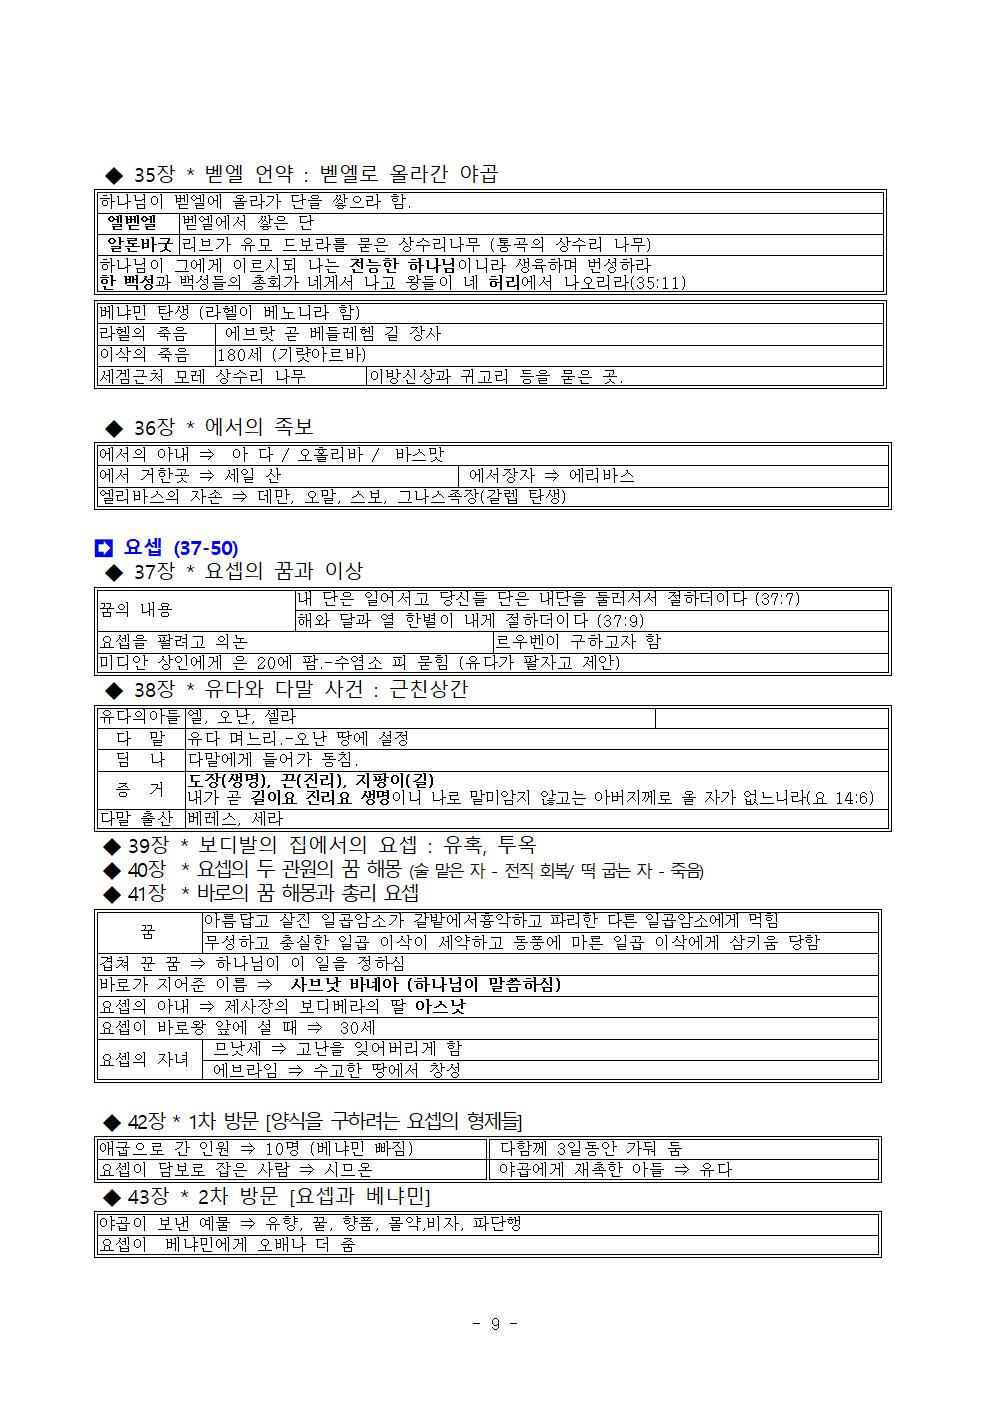 ◆ 35장 * 벧엘 언약 : 벧엘로 올라간 야곱
하나님이 벧엘에 올라가 단을 쌓으라 함.
엘벧엘 벧엘에서 쌓은 단
알론바굿 리브가 유모 드보라를 묻은 상수리나무 (통곡의 상수리 나무)
하나님이 그에게 이르시되 나는 전능한 하나님이니라 생육하며 번성하라
한 백성과 백성들의 총회가 네게서 나고 왕들이 네 허리에서 나오리라(35:11)
베냐민 탄생 (라헬이 베노니라 함)
라헬의 죽음 에브랏 곧 베들레헴 길 장사
이삭의 죽음 180세 (기럇아르바)
세겜근처 모레 상수리 나무 이방신상과 귀고리 등을 묻은 곳.
◆ 36장 * 에서의 족보
에서의 아내 ⇒ 아 다 / 오홀리바 / 바스맛
에서 거한곳 ⇒ 세일 산 에서장자 ⇒ 에리바스
엘리바스의 자손 ⇒ 데만, 오말, 스보, 그나스족장(갈렙 탄생)
➡ 요셉 (37-50)
◆ 37장 * 요셉의 꿈과 이상
꿈의 내용 내 단은 일어서고 당신들 단은 내단을 둘러서서 절하더이다 (37:7)
해와 달과 열 한별이 내게 절하더이다 (37:9)
요셉을 팔려고 의논 르우벤이 구하고자 함
미디안 상인에게 은 20에 팜.-수염소 피 묻힘 (유다가 팔자고 제안)
◆ 38장 * 유다와 다말 사건 : 근친상간
유다의아들 엘, 오난, 셀라
다 말 유다 며느리.-오난 땅에 설정
딤 나 다말에게 들어가 동침.
증 거 도장(생명), 끈(진리), 지팡이(길)
내가 곧 길이요 진리요 생명이니 나로 말미암지 않고는 아버지께로 올 자가 없느니라(요 14:6)
다말 출산 베레스, 세라
◆ 39장 * 보디발의 집에서의 요셉 : 유혹, 투옥
◆ 40장 * 요셉의 두 관원의 꿈 해몽 (술 맡은 자 - 전직 회복/ 떡 굽는 자 - 죽음)
◆ 41장 * 바로의 꿈 해몽과 총리 요셉
꿈 아름답고 살진 일곱암소가 갈밭에서흉악하고 파리한 다른 일곱암소에게 먹힘
무성하고 충실한 일곱 이삭이 세약하고 동풍에 마른 일곱 이삭에게 삼키움 당함
겹쳐 꾼 꿈 ⇒ 하나님이 이 일을 정하심
바로가 지어준 이름 ⇒ 사브낫 바네아 (하나님이 말씀하심)
요셉의 아내 ⇒ 제사장의 보디베라의 딸 아스낫
요셉이 바로왕 앞에 설 때 ⇒ 30세
요셉의 자녀 므낫세 ⇒ 고난을 잊어버리게 함
에브라임 ⇒ 수고한 땅에서 창성
◆ 42장 * 1차 방문 [양식을 구하려는 요셉의 형제들]
애굽으로 간 인원 ⇒ 10명 (베냐민 빠짐) 다함께 3일동안 가둬 둠
요셉이 담보로 잡은 사람 ⇒ 시므온 야곱에게 재촉한 아들 ⇒ 유다
◆ 43장 * 2차 방문 [요셉과 베냐민]
야곱이 보낸 예물 ⇒ 유향, 꿀, 향품, 몰약,비자, 파단행
요셉이 베냐민에게 오배나 더 줌
- 9 -